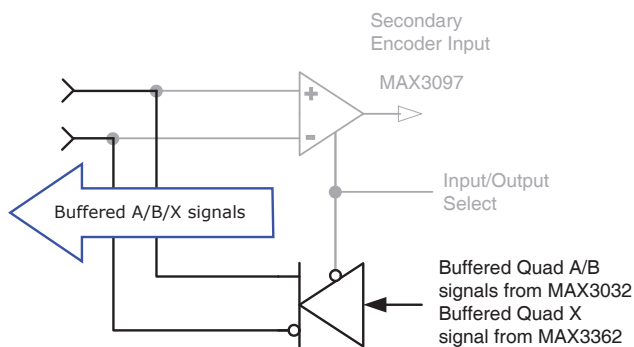 Secondary
Encoder Input
MAX3097
+
-
Input/Output
Select
Buffered A/B/X signals
Buffered Quad A/B
signals from MAX3032
Buffered Quad X
signal from MAX3362